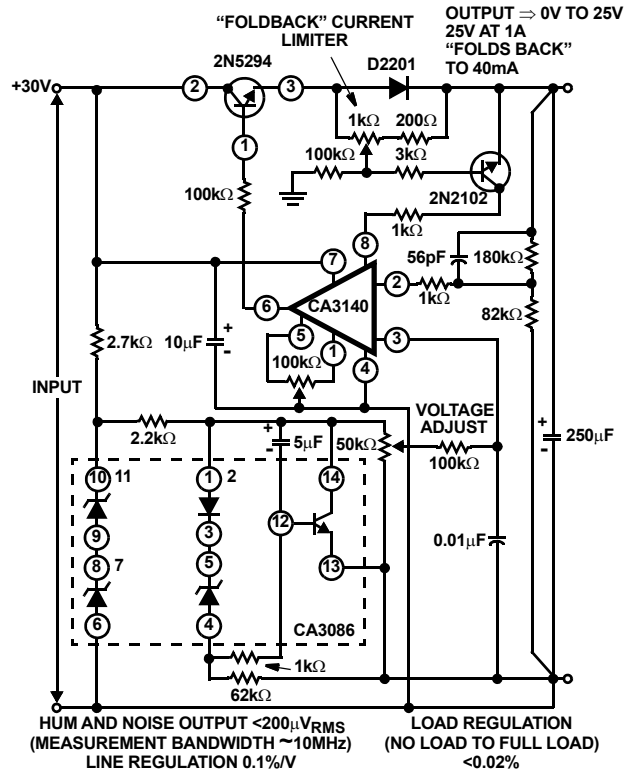 "FOLDBACK" CURRENT
LIMITER
OUTPUT ⇒ 0V TO 25V
25V AT 1A
"FOLDS BACK"
TO 40mA
2N5294
D2201
+30V
2
3
1kΩ
200Ω
1
100kΩ
3kΩ
100kΩ
2N2102
1kΩ
8
7
56pF
180kΩ
2
1kΩ
6
CA3140
82kΩ
5
3
2.7kΩ
10μF
+
-
1
100kΩ
4
INPUT
VOLTAGE
ADJUST
2.2kΩ
+
-
5μF
50kΩ
100kΩ
+
-
250μF
10
11
1
2
14
9
3
12
0.01μF
8
7
5
13
6
4
CA3086
1kΩ
62kΩ
HUM AND NOISE OUTPUT <200μVRMS
(MEASUREMENT BANDWIDTH ~10MHz)
LINE REGULATION 0.1%/V
LOAD REGULATION
(NO LOAD TO FULL LOAD)
<0.02%